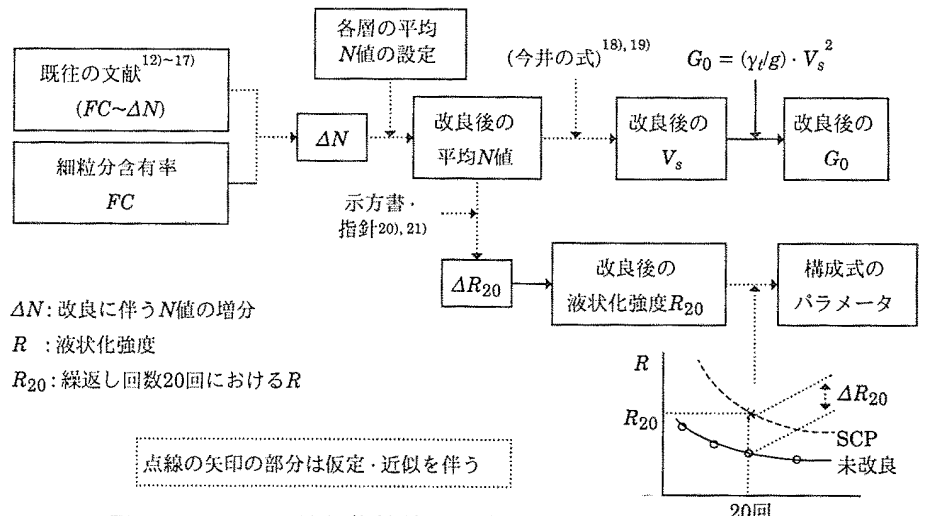 各層の平均
N値の設定
既往の文献12)~17)
(FC~ΔN)
細粒分含有率
FC
ΔN
改良後の
平均N値
(今井の式)18), 19)
改良後の
Vs
G0 = (γt/g)・Vs2
改良後の
G0
示方書・
指針20), 21)
ΔR20
改良後の
液状化強度R20
構成式の
パラメータ
ΔN : 改良に伴うN値の増分
R : 液状化強度
R20 : 繰返し回数20回におけるR
点線の矢印の部分は仮定・近似を伴う
R
ΔR20
R20
SCP
未改良
20回